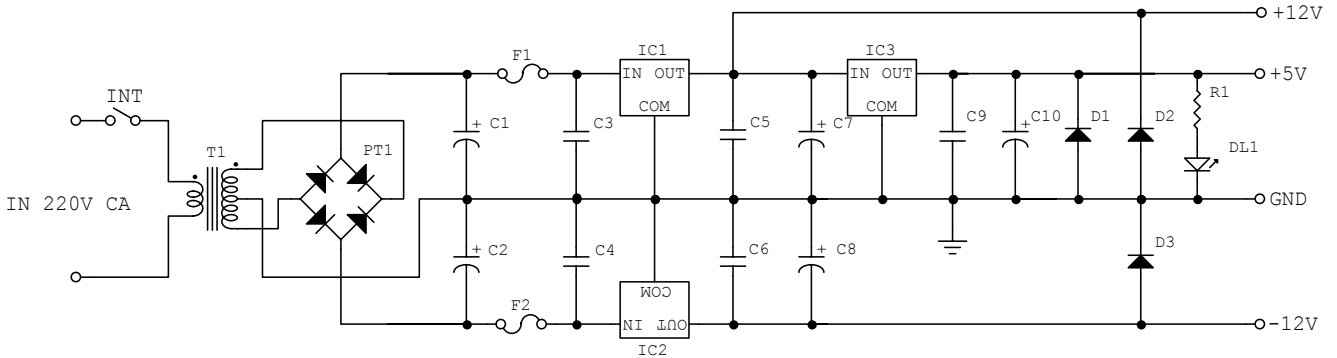 +12V
F1
IC1
IC3
IN OUT
IN OUT
+5V
INT
R1
COM
COM
+ C1
C3
C5
+ C7
C9
+ C10
D1
D2
T1
PT1
DL1
IN 220V CA
GND
+ C2
C4
C6
+ C8
D3
COM
F2
IN OUT
-12V
IC2